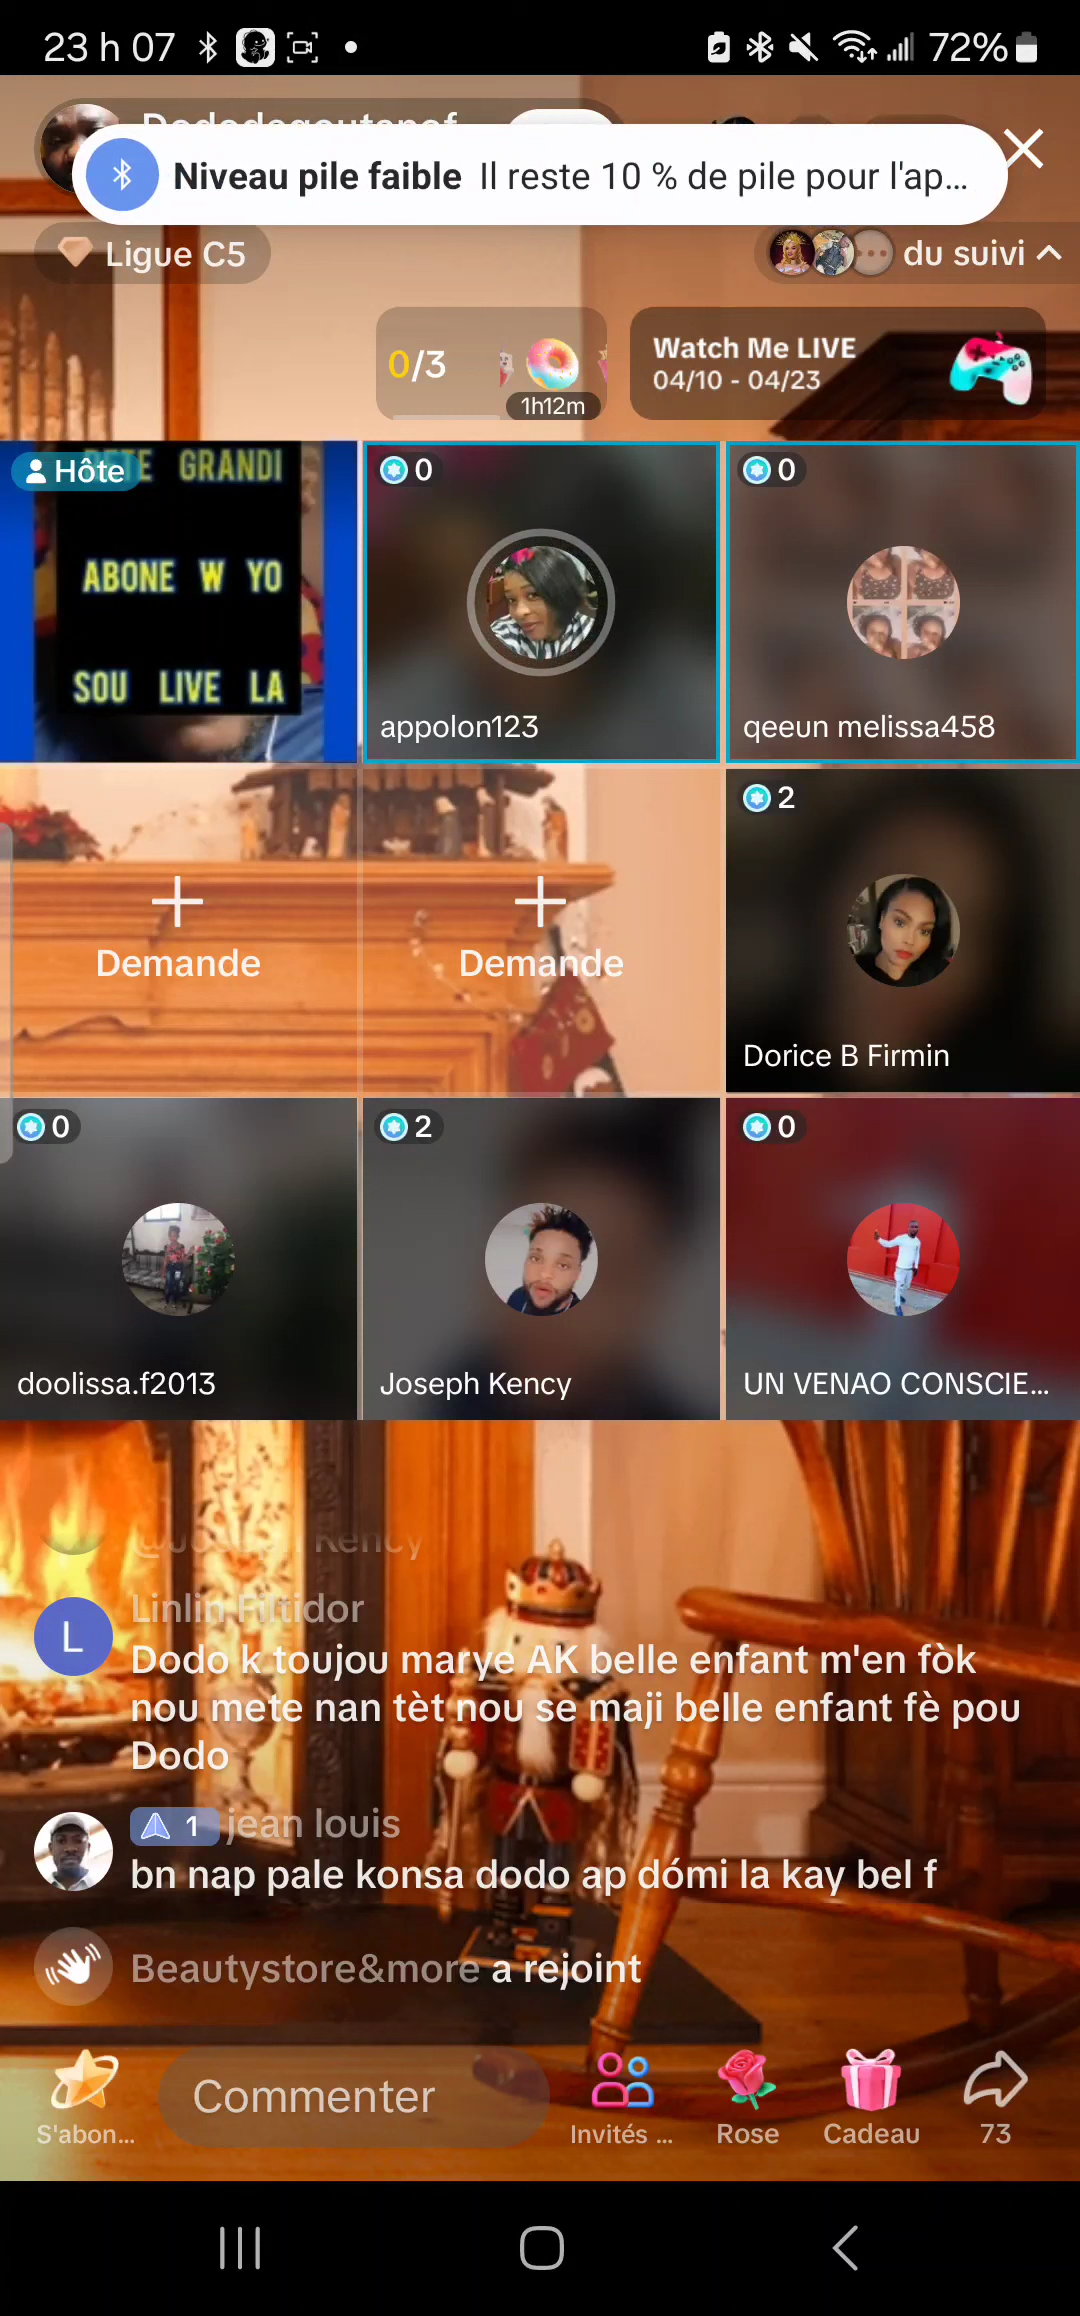 23 h 07
72%
Niveau pile faible Il reste 10 % de pile pour l'ap...
Ligue C5
du suivi
0/3
1h12m
Watch Me LIVE
04/10 - 04/23
Hôte
GRANDI
ABONE W YO
SOU LIVE LA
0
appolon123
0
qeeun melissa458
Demande
Demande
2
Dorice B Firmin
0
doolissa.f2013
2
Joseph Kency
0
UN VENAO CONSCIE...
@Joseph Kency
Linlin Filtidor
Dodo k toujou marye AK belle enfant m'en fòk
nou mete nan tèt nou se maji belle enfant fè pou
Dodo
1 jean louis
bn nap pale konsa dodo ap dómi la kay bel f
Beautystore&more a rejoint
S'abon...
Commenter
Invités ...
Rose
Cadeau
73